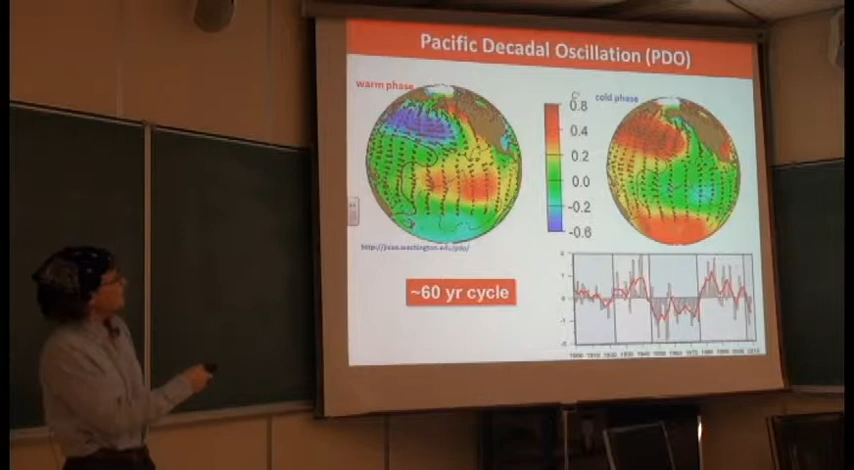 Pacific Decadal Oscillation (PDO)
warm phase
C°
cold phase
0.8
0.4
0.2
0.0
-0.2
-0.6
~60 yr cycle